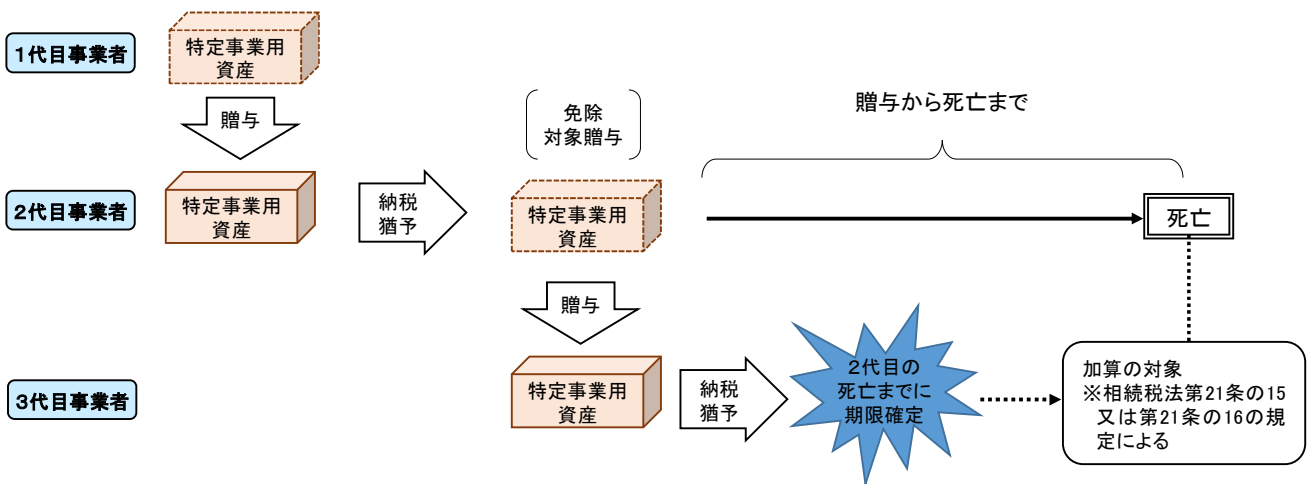 1代目事業者
特定事業用
資産
贈与
免除
対象贈与
贈与から死亡まで
2代目事業者
特定事業用
資産
納税
猶予
特定事業用
資産
死亡
贈与
3代目事業者
特定事業用
資産
納税
猶予
2代目の
死亡までに
期限確定
加算の対象
※相続税法第21条の15
又は第21条の16の規
定による